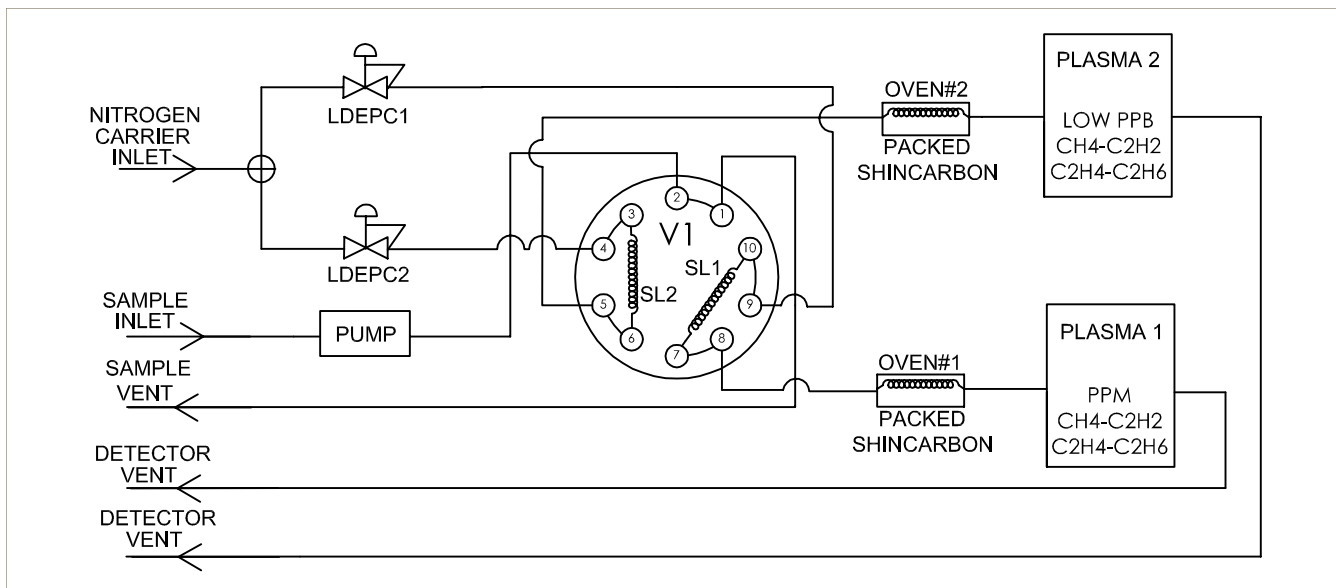 NITROGEN
CARRIER
INLET
LDEPC1
LDEPC2
SAMPLE
INLET
PUMP
SAMPLE
VENT
DETECTOR
VENT
DETECTOR
VENT
V1
2
1
3
10
4
SL1
SL2
5
9
6
7
8
OVEN#2
PACKED
SHINCARBON
PLASMA 2
LOW PPB
CH4-C2H2
C2H4-C2H6
OVEN#1
PACKED
SHINCARBON
PLASMA 1
PPM
CH4-C2H2
C2H4-C2H6